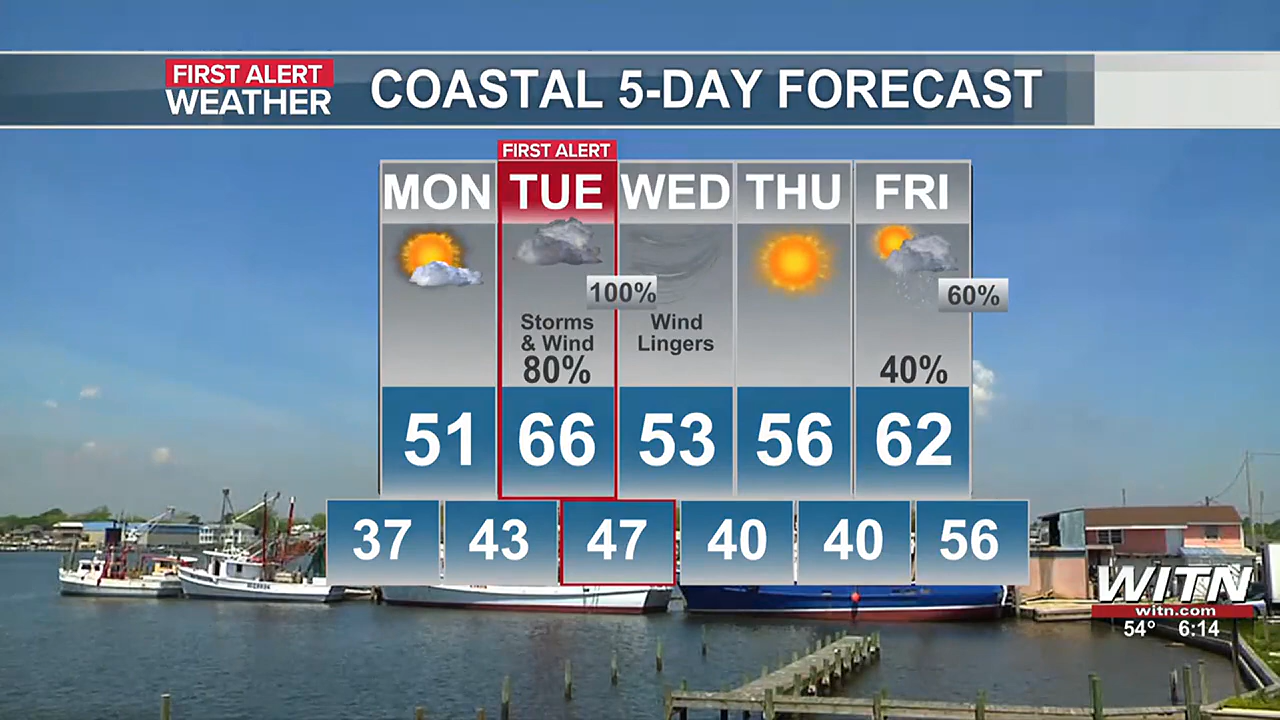 FIRST ALERT
WEATHER
COASTAL 5-DAY FORECAST
FIRST ALERT
MON TUE WED THU FRI
100% 60%
Storms Wind
& Wind Lingers
80% 40%
51 66 53 56 62
37 43 47 40 40 56
WITN
witn.com
54° 6:14